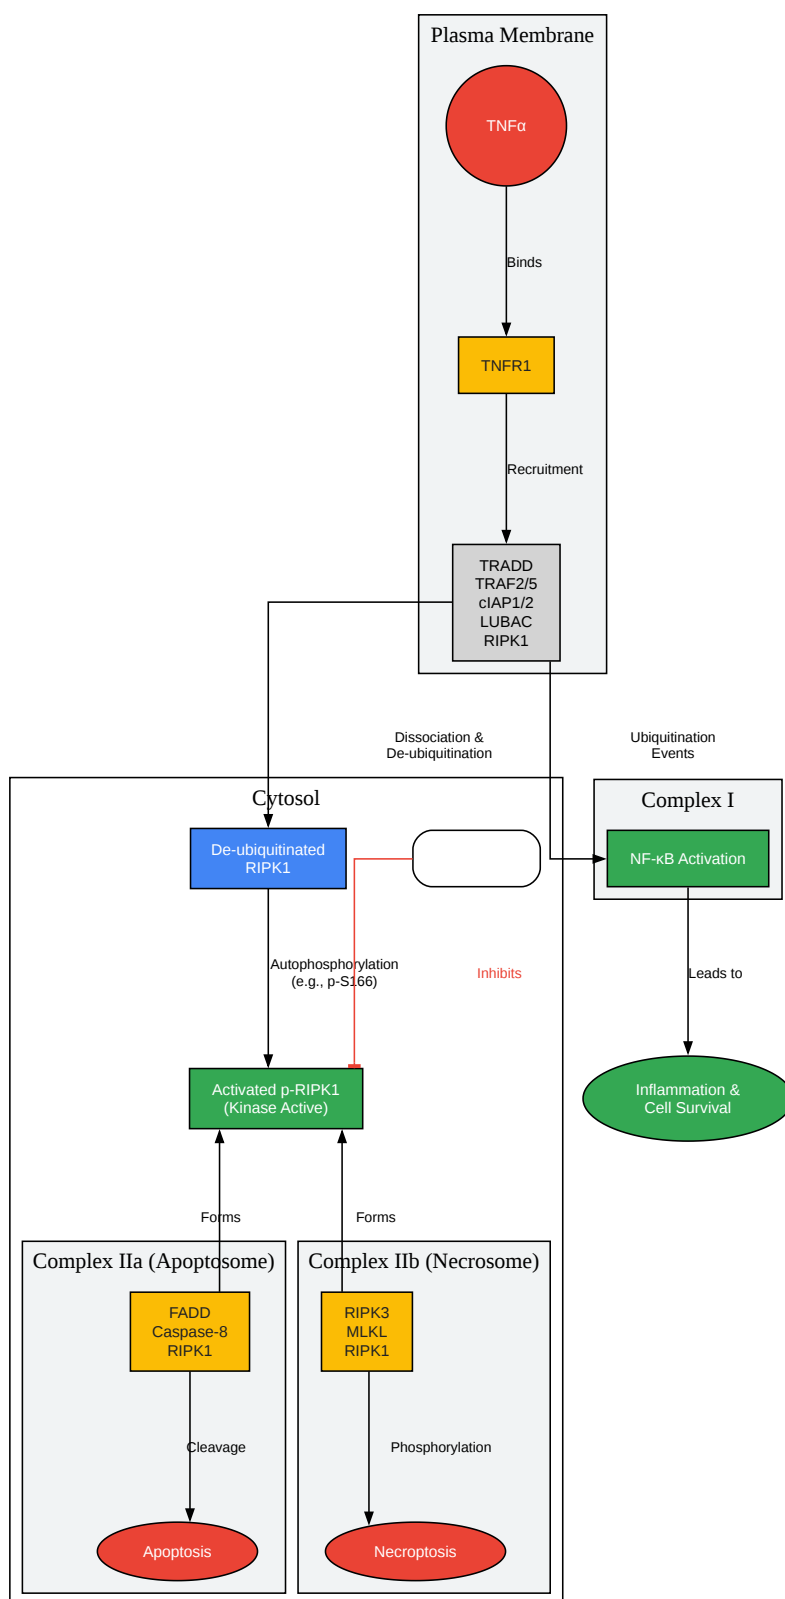 Plasma Membrane
TNFα
Binds
TNFR1
Recruitment
TRADD
TRAF2/5
cIAP1/2
LUBAC
RIPK1
Dissociation &
De-ubiquitination
Ubiquitination
Events
Cytosol
Complex I
De-ubiquitinated
RIPK1
NF-κB Activation
Autophosphorylation
(e.g., p-S166)
Inhibits
Leads to
Activated p-RIPK1
(Kinase Active)
Inflammation &
Cell Survival
Forms
Forms
Complex IIa (Apoptosome)
Complex IIb (Necrosome)
FADD
Caspase-8
RIPK1
RIPK3
MLKL
RIPK1
Cleavage
Phosphorylation
Apoptosis
Necroptosis